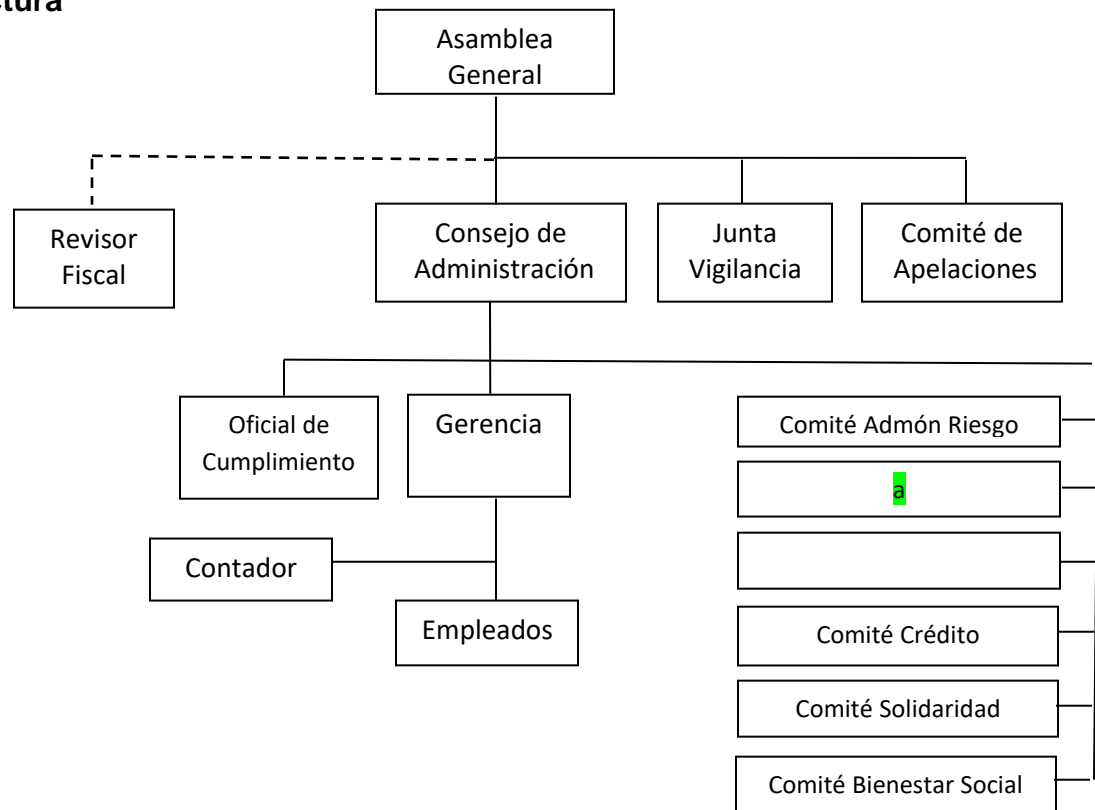 Asamblea
General
Revisor
Fiscal
Consejo de
Administración
Junta
Vigilancia
Comité de
Apelaciones
Oficial de
Cumplimiento
Gerencia
Comité Admón Riesgo
a
Contador
Empleados
Comité Crédito
Comité Solidaridad
Comité Bienestar Social